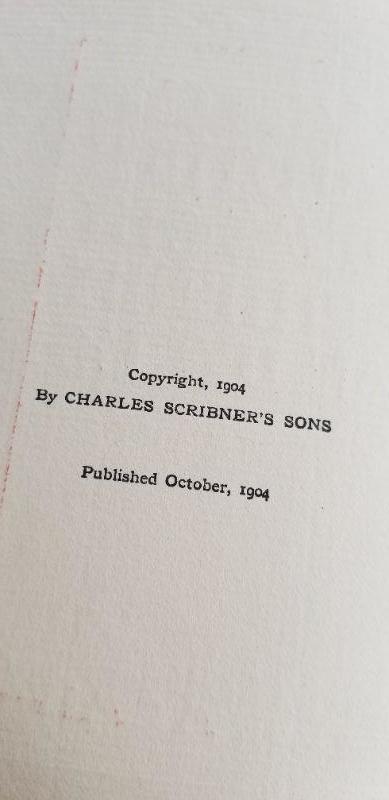 Copyright, 1904
By CHARLES SCRIBNER'S SONS
Published October, 1904